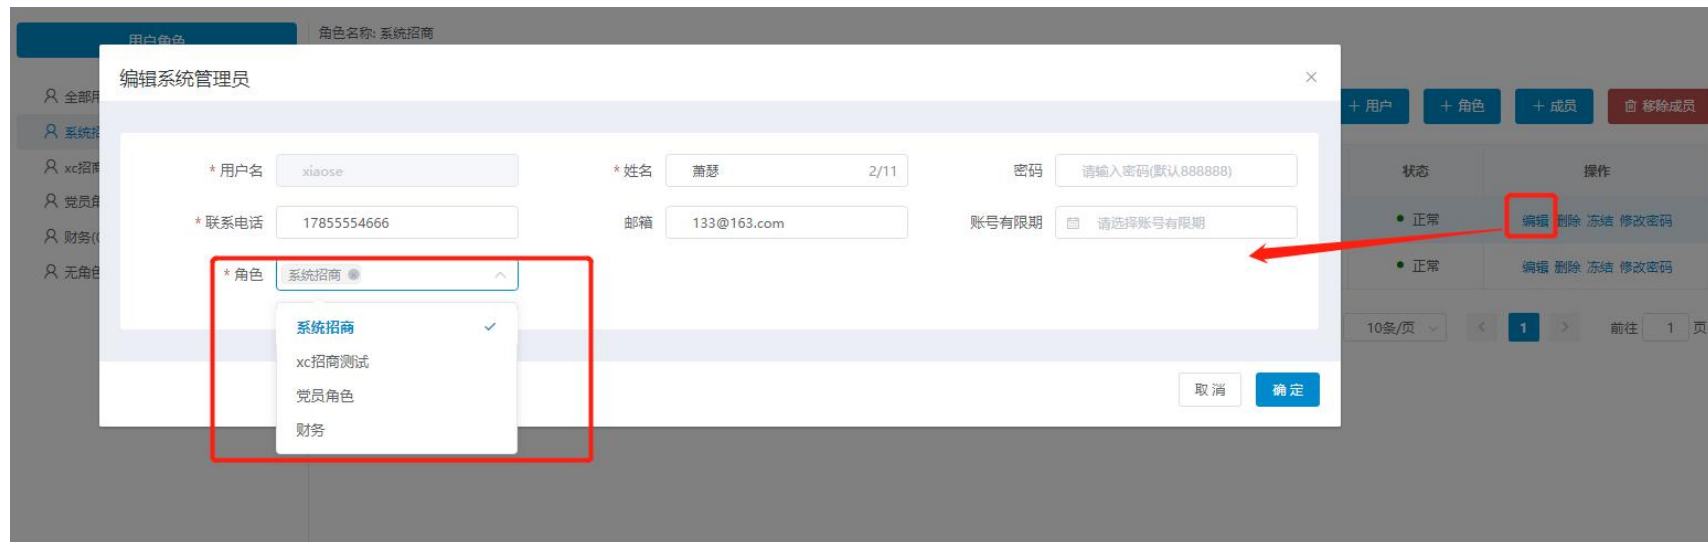 用户角色
角色名称: 系统招商
编辑系统管理员
全部用
系统招
xc招商
党员角
财务(
无角色
+ 用户 + 角色 + 成员 移除成员
* 用户名 xiaose * 姓名 萧瑟 2/11 密码 请输入密码(默认888888)
* 联系电话 17855554666 邮箱 133@163.com 账号有限期 请选择账号有限期
* 角色 系统招商
系统招商
xc招商测试
党员角色
财务
状态 操作
正常 编辑 删除 冻结 修改密码
正常 编辑 删除 冻结 修改密码
10条/页 < 1 > 前往 1 页
取消 确定